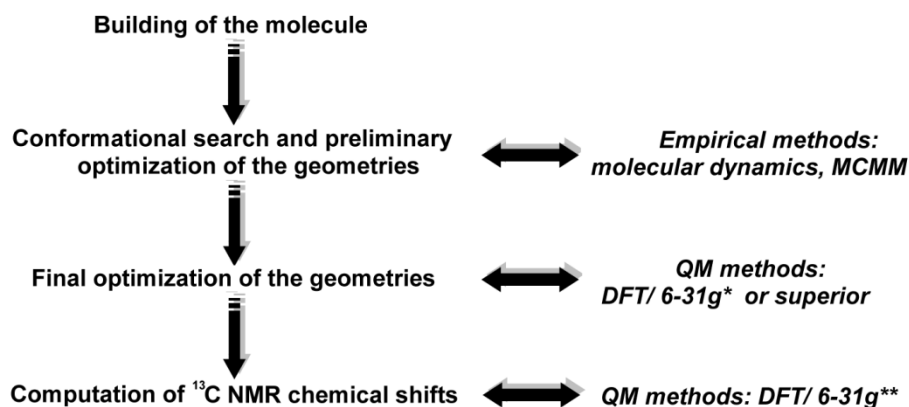 Building of the molecule
Conformational search and preliminary
optimization of the geometries
Empirical methods:
molecular dynamics, MCMM
Final optimization of the geometries
QM methods:
DFT/ 6-31g* or superior
Computation of ¹³C NMR chemical shifts
QM methods: DFT/ 6-31g**